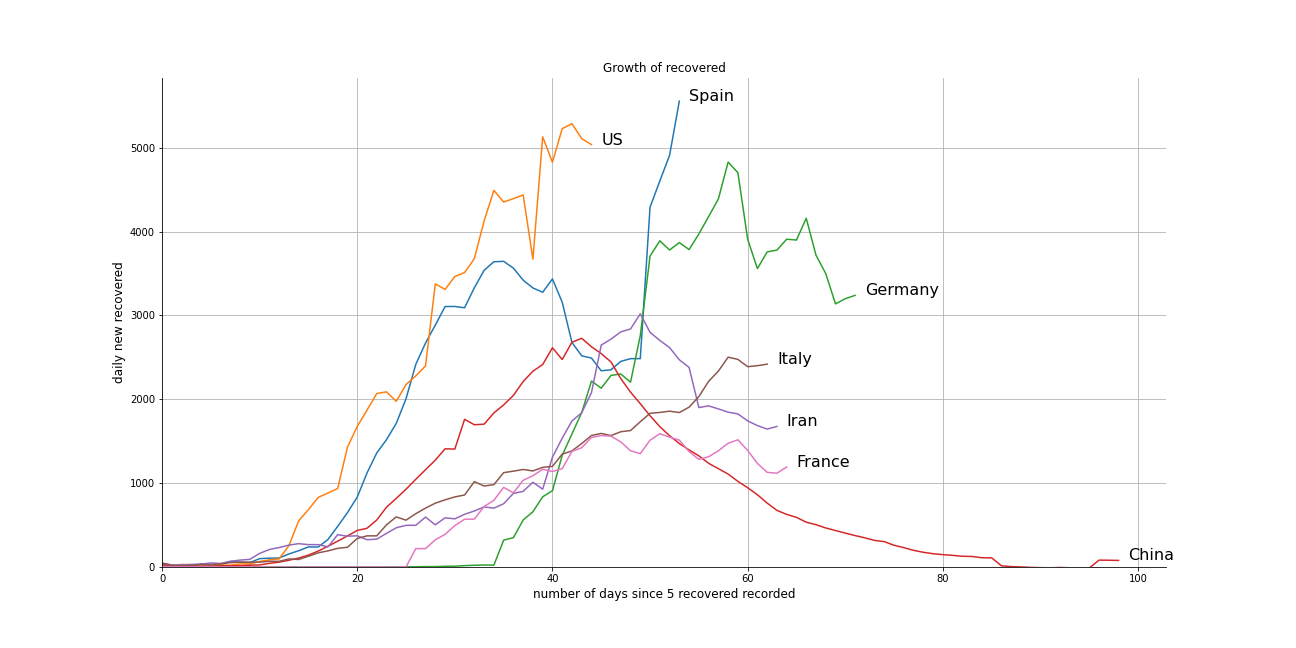 Growth of recovered
Spain
US
5000
4000
Germany
daily new recovered
3000
Italy
2000
Iran
France
1000
China
0
0 20 40 60 80 100
number of days since 5 recovered recorded